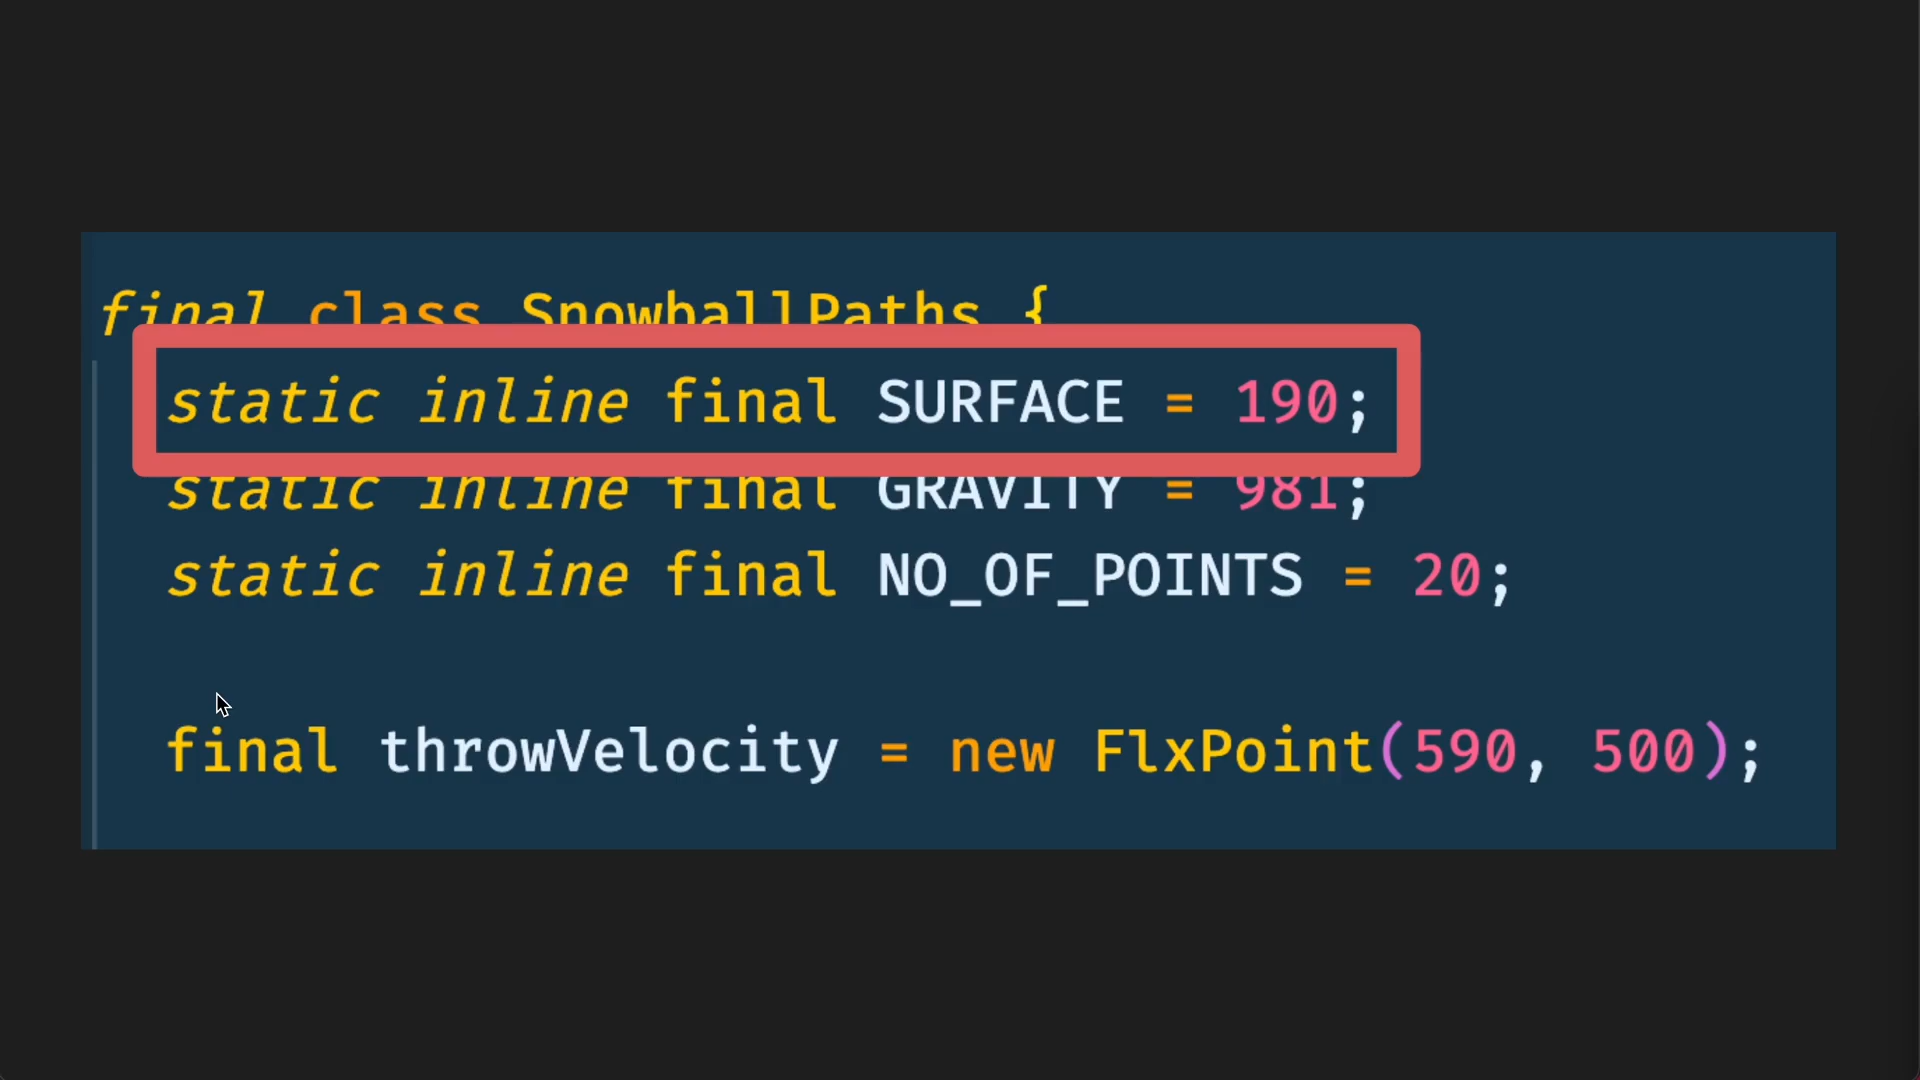 final class SnowballPaths {
static inline final SURFACE = 190;
static inline final GRAVITY = 981;
static inline final NO_OF_POINTS = 20;
final throwVelocity = new FlxPoint(590, 500);